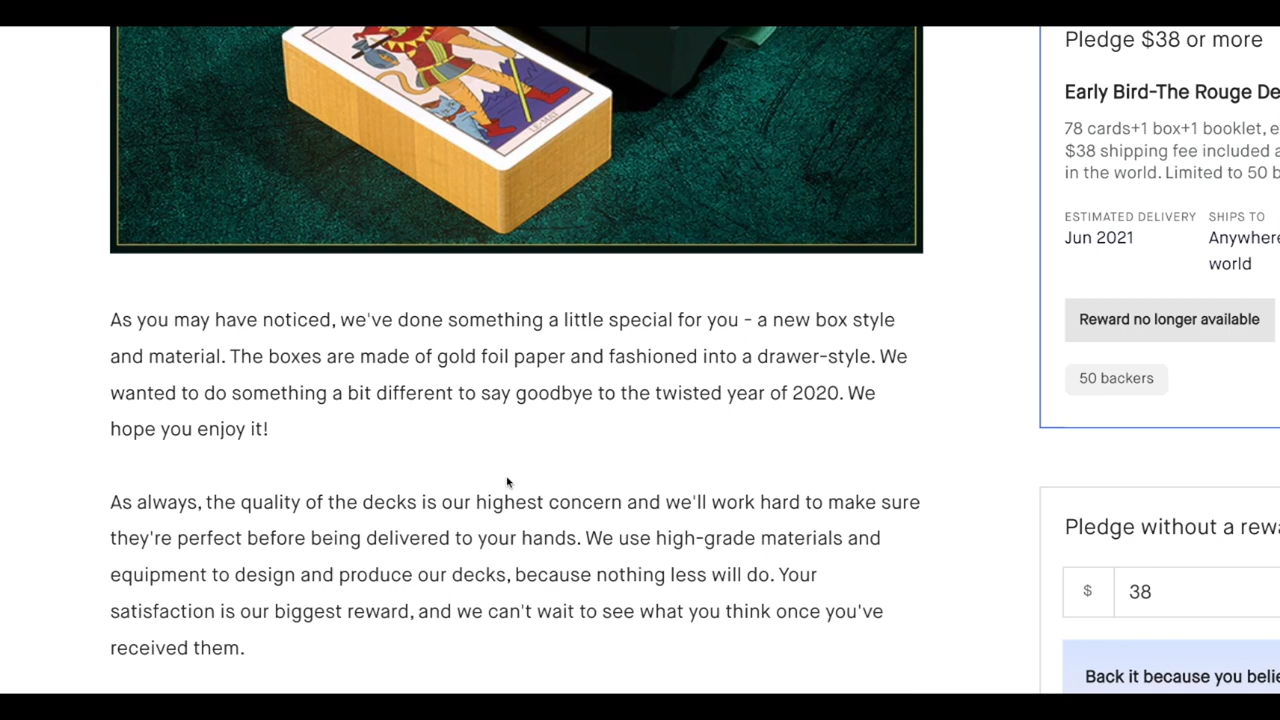 As you may have noticed, we've done something a little special for you - a new box style
and material. The boxes are made of gold foil paper and fashioned into a drawer-style. We
wanted to do something a bit different to say goodbye to the twisted year of 2020. We
hope you enjoy it!
As always, the quality of the decks is our highest concern and we'll work hard to make sure
they're perfect before being delivered to your hands. We use high-grade materials and
equipment to design and produce our decks, because nothing less will do. Your
satisfaction is our biggest reward, and we can't wait to see what you think once you've
received them.
Pledge $38 or more
Early Bird-The Rouge De
78 cards+1 box+1 booklet, e
$38 shipping fee included a
in the world. Limited to 50 b
ESTIMATED DELIVERY SHIPS TO
Jun 2021 Anywhere
world
Reward no longer available
50 backers
Pledge without a rewa
$ 38
Back it because you belie